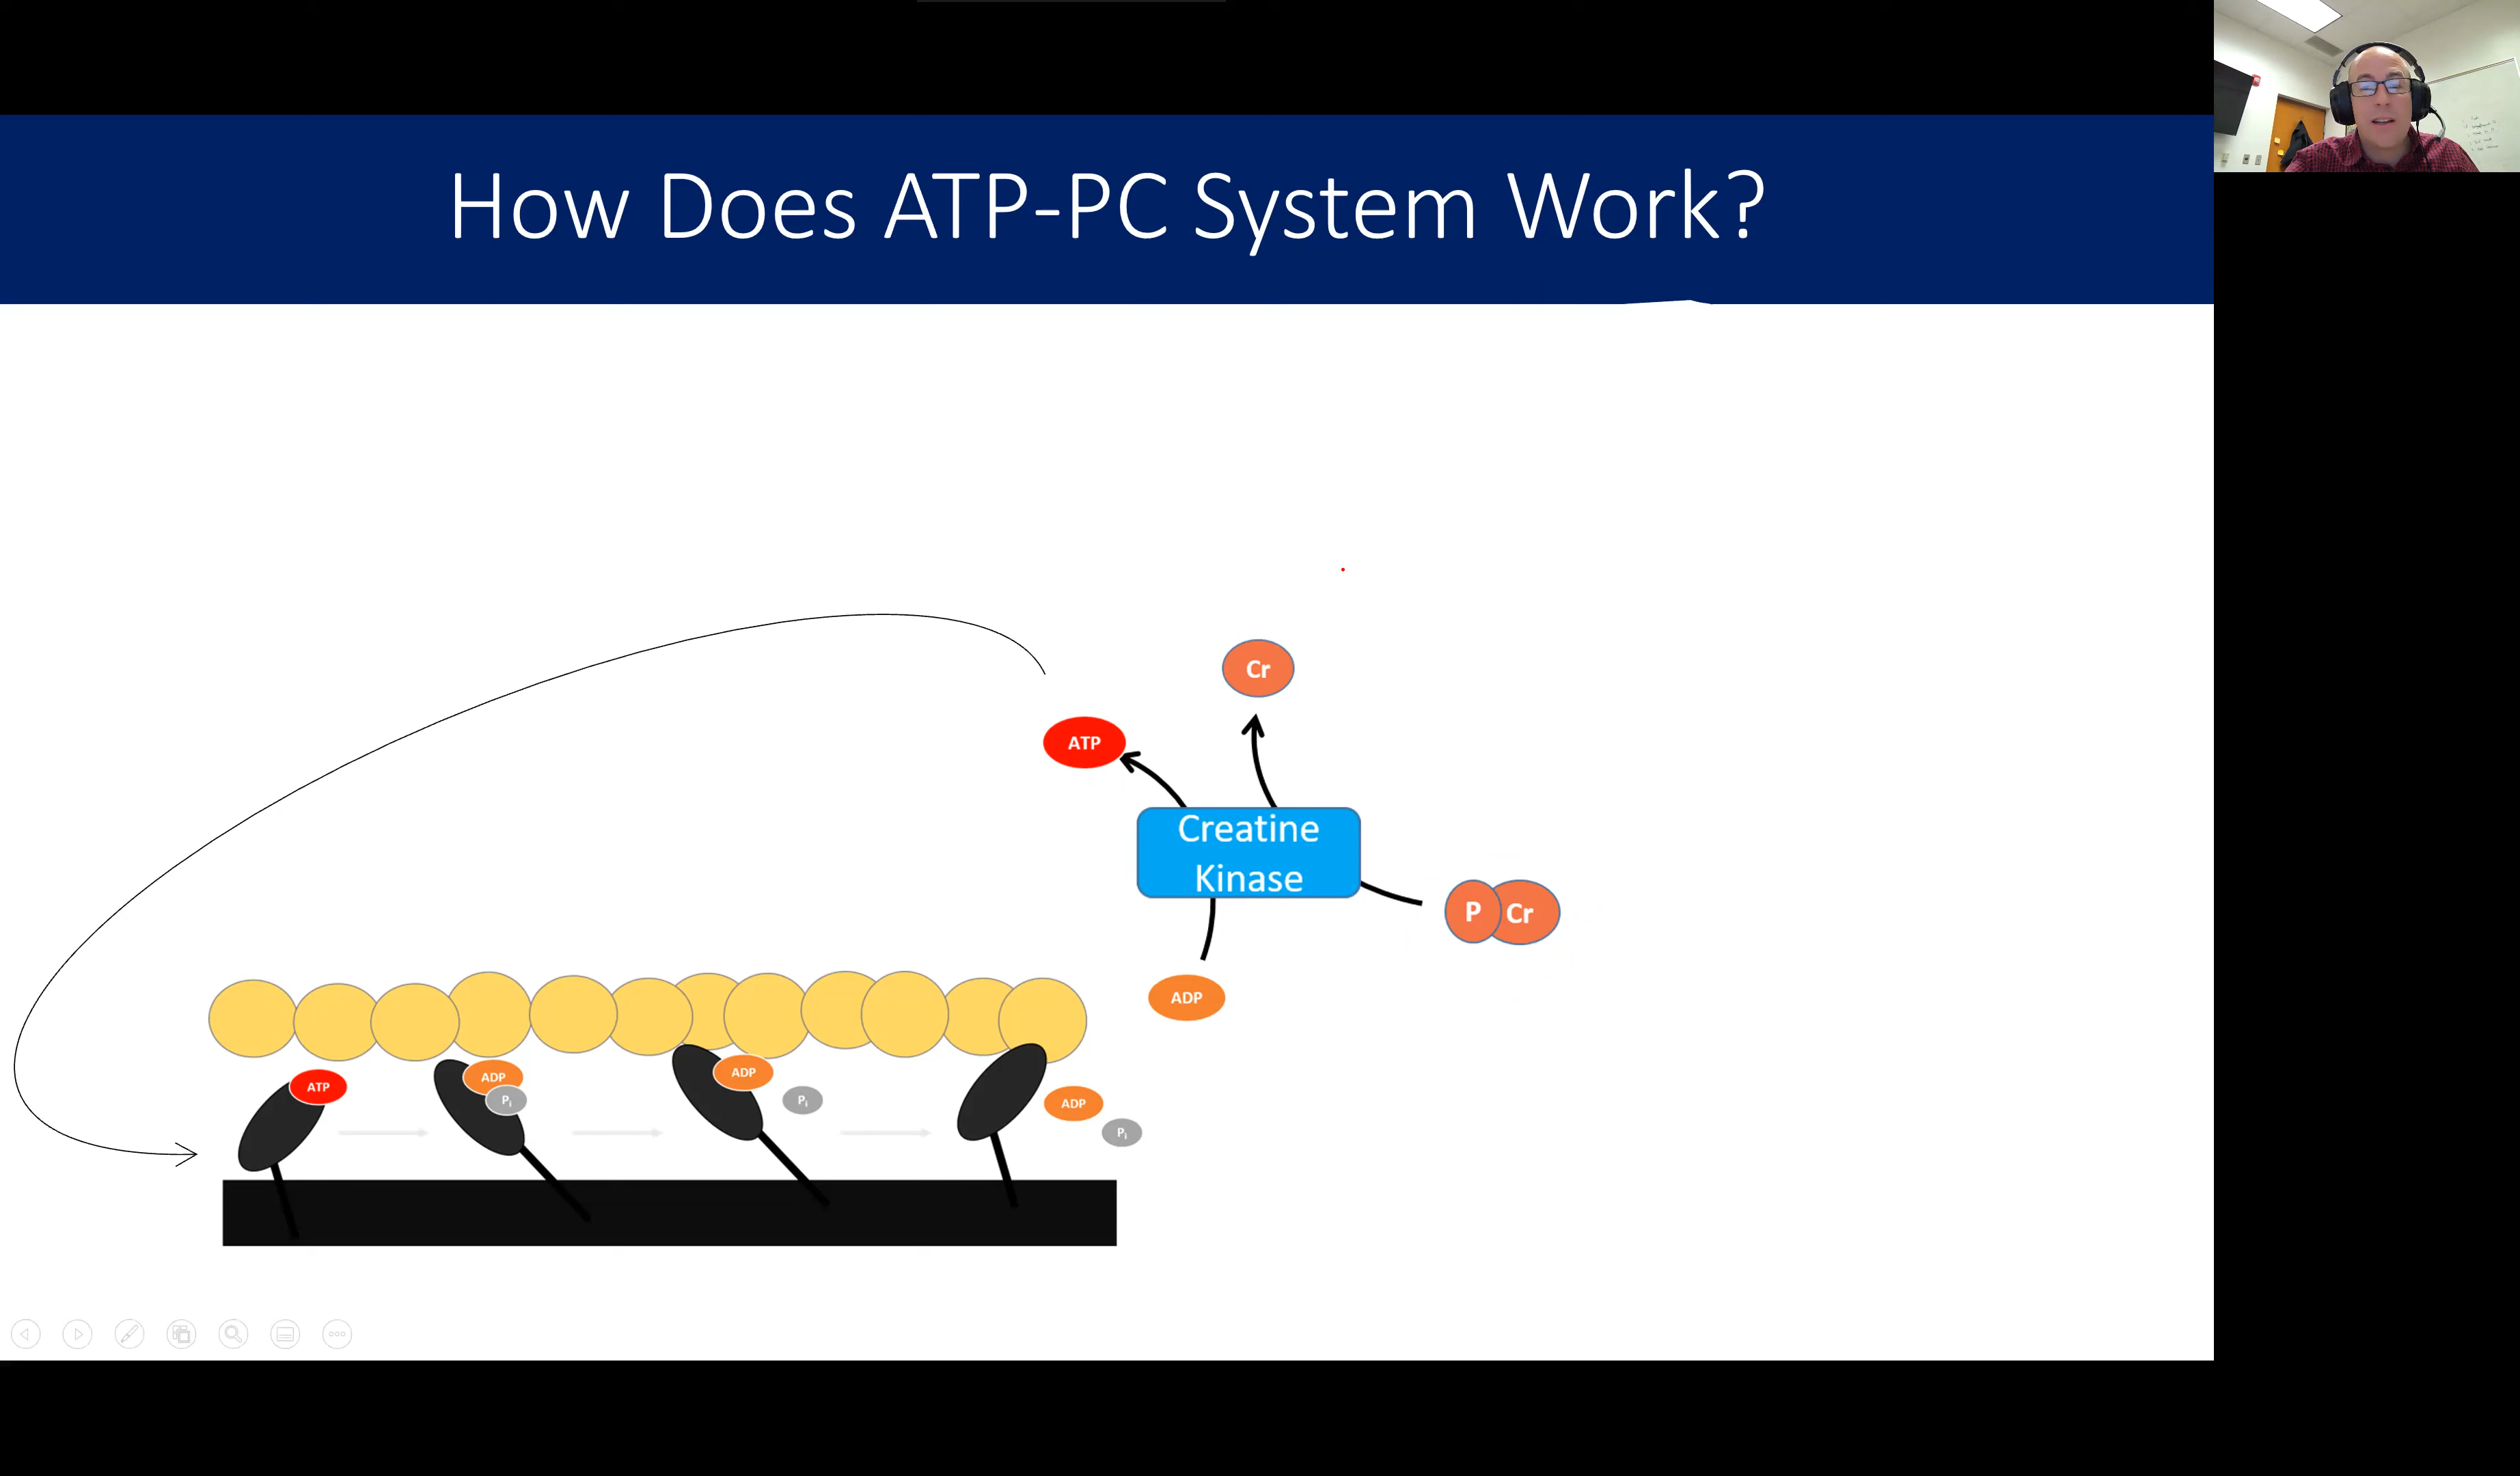 How Does ATP-PC System Work?
Cr
ATP
Creatine
Kinase
P Cr
ADP
ATP
ADP
Pi
ADP
Pi
ADP
Pi